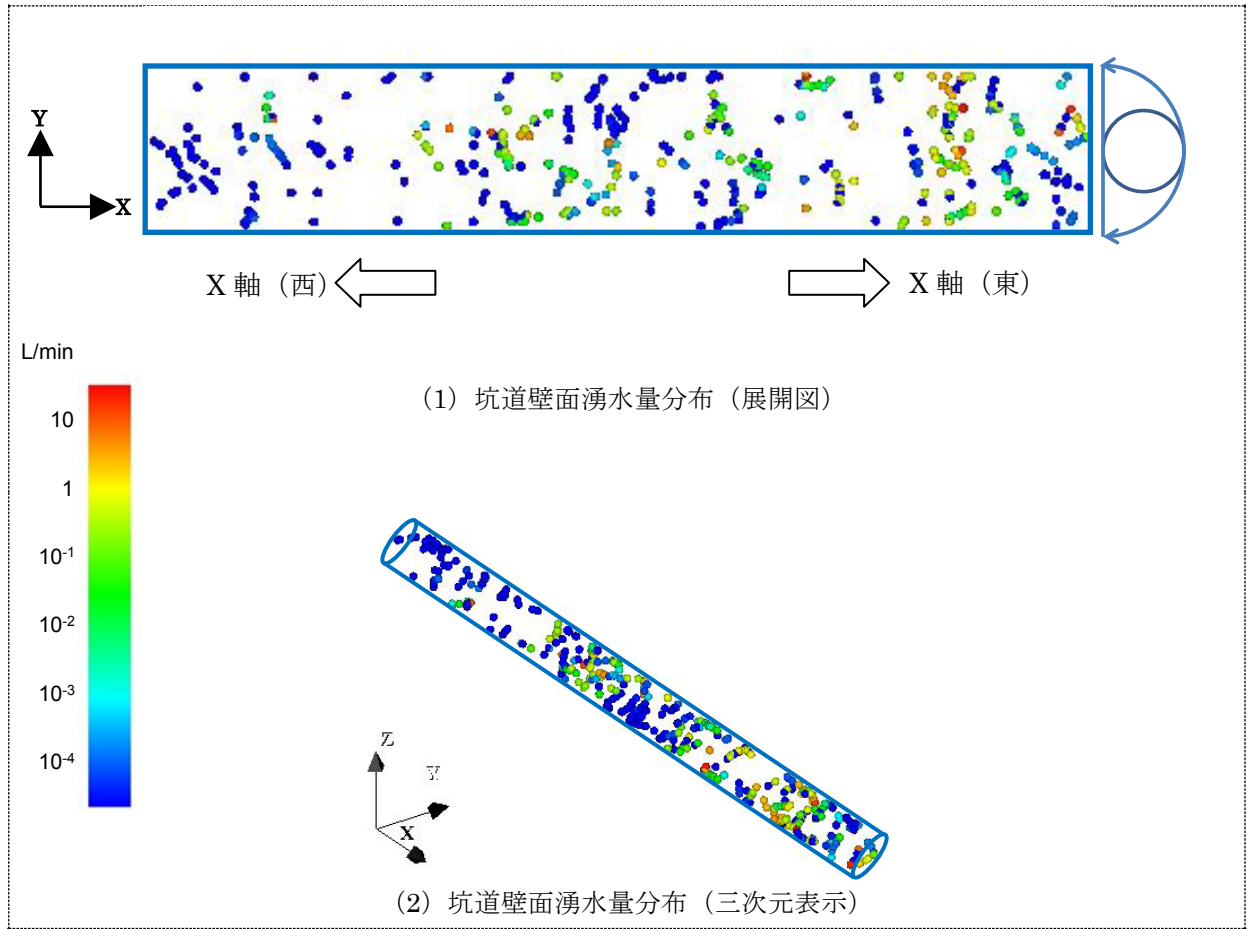 Y
X
X 軸（西）
X 軸（東）
L/min
(1) 坑道壁面湧水量分布（展開図）
10
1
10-1
10-2
10-3
10-4
Z
Y
X
(2) 坑道壁面湧水量分布（三次元表示）